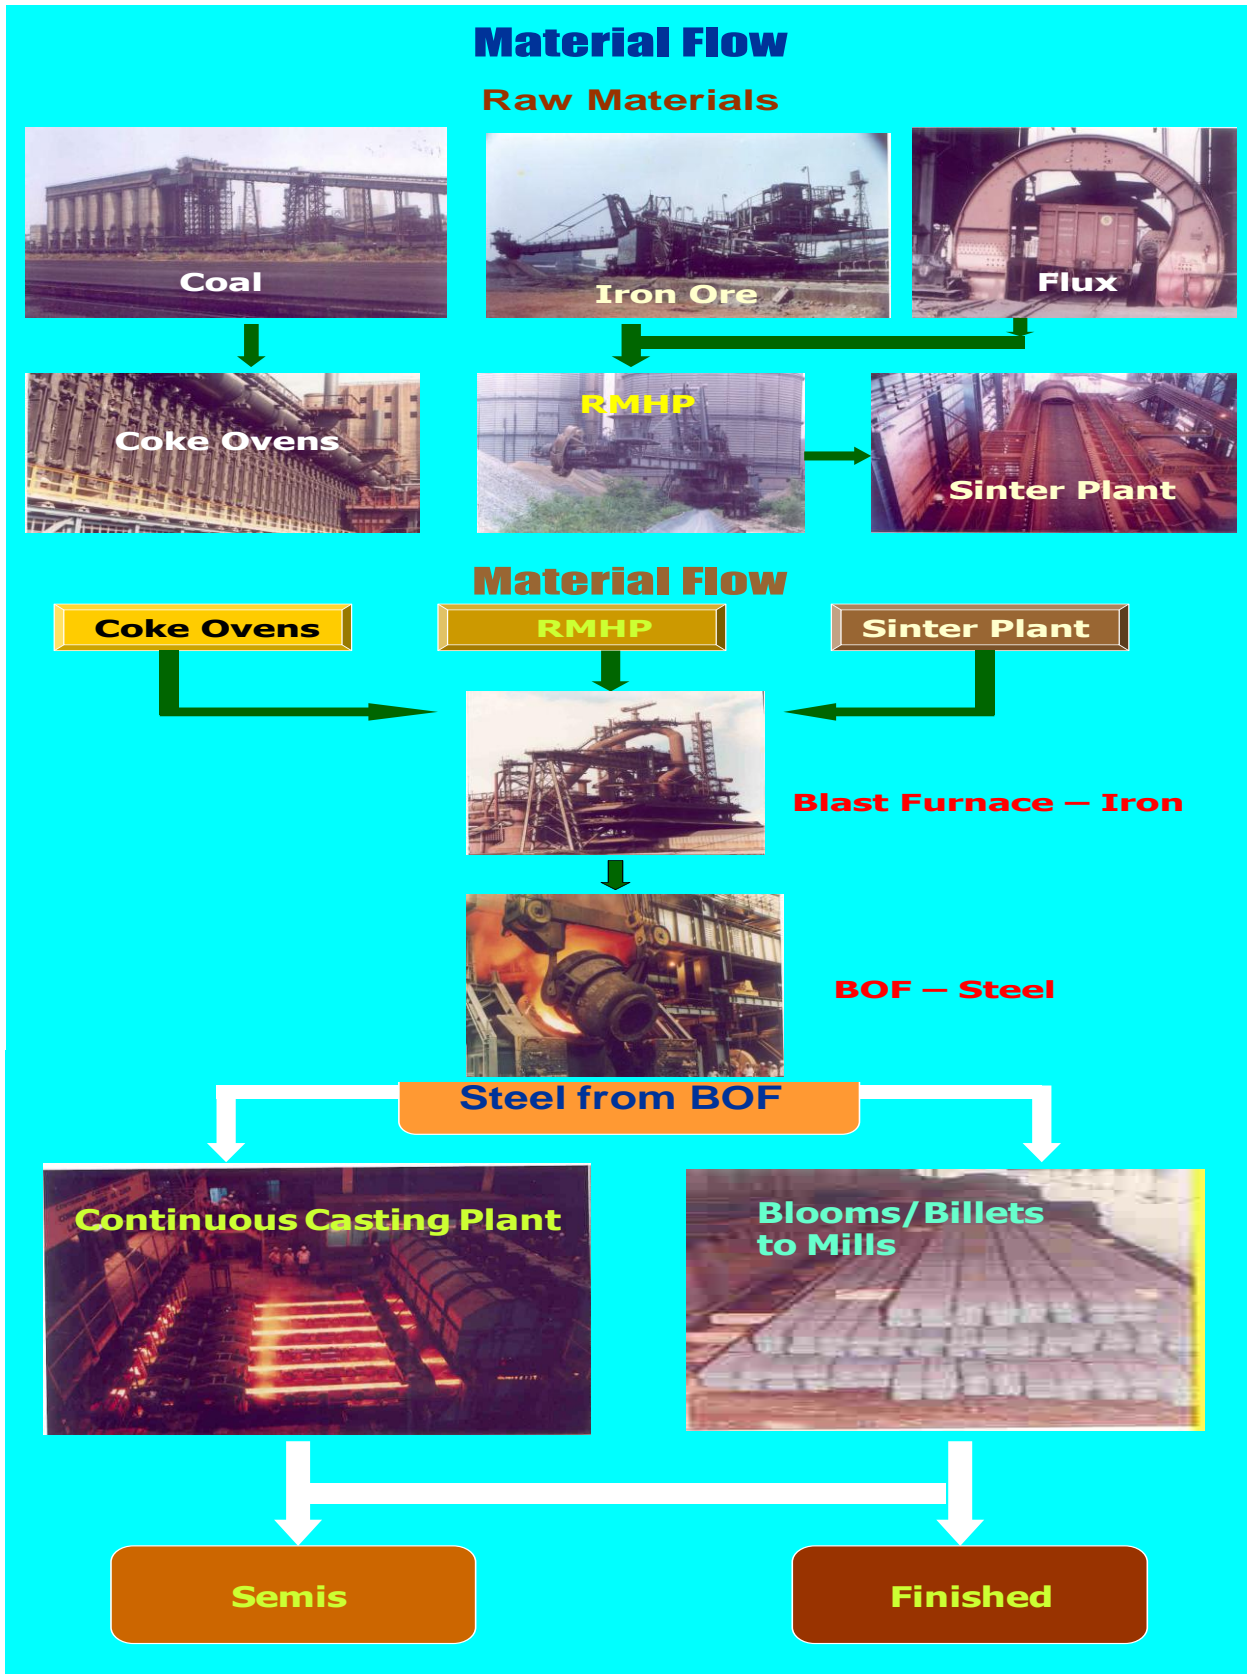 Material Flow
Raw Materials
Coal
Iron Ore
Flux
Coke Ovens
RMHP
Sinter Plant
Material Flow
Coke Ovens
RMHP
Sinter Plant
Blast Furnace – Iron
BOF – Steel
Steel from BOF
Continuous Casting Plant
Blooms/Billets
to Mills
Semis
Finished